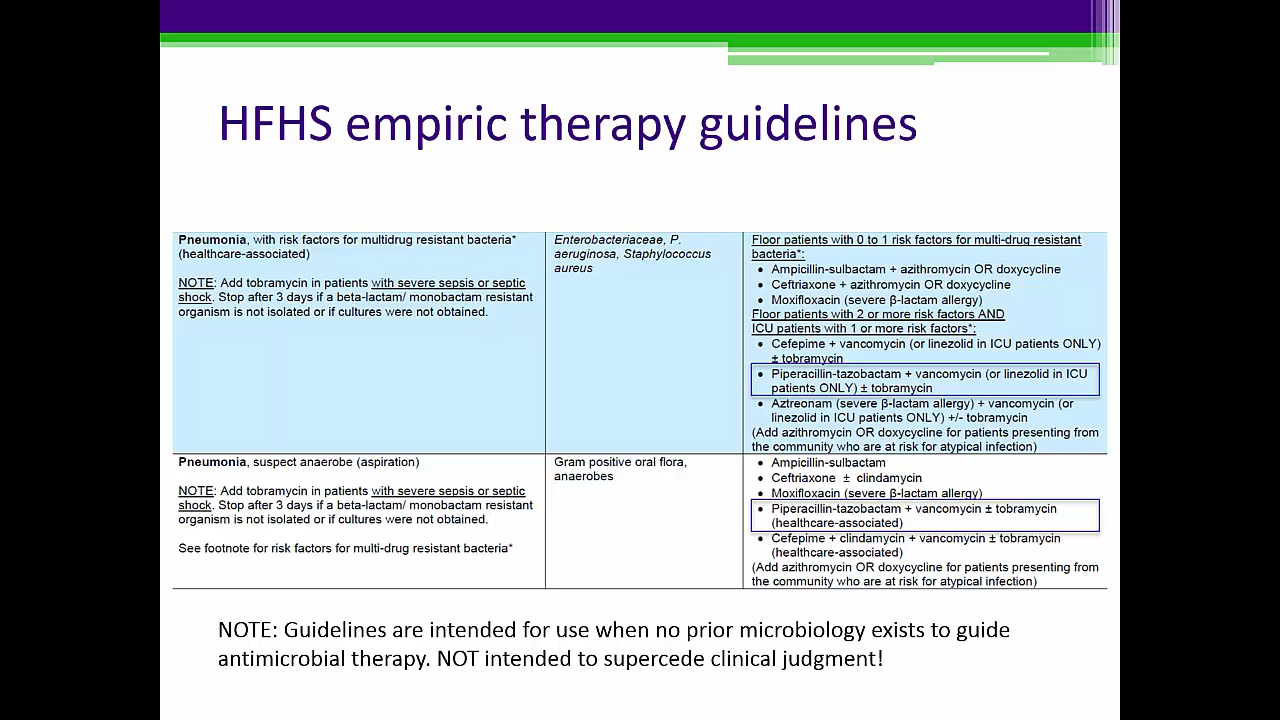 HFHS empiric therapy guidelines
Pneumonia, with risk factors for multidrug resistant bacteria*
(healthcare-associated)
NOTE: Add tobramycin in patients with severe sepsis or septic
shock. Stop after 3 days if a beta-lactam/ monobactam resistant
organism is not isolated or if cultures were not obtained.
Enterobacteriaceae, P.
aeruginosa, Staphylococcus
aureus
Floor patients with 0 to 1 risk factors for multi-drug resistant
bacteria*:
• Ampicillin-sulbactam + azithromycin OR doxycycline
• Ceftriaxone + azithromycin OR doxycycline
• Moxifloxacin (severe β-lactam allergy)
Floor patients with 2 or more risk factors AND
ICU patients with 1 or more risk factors*:
• Cefepime + vancomycin (or linezolid in ICU patients ONLY)
± tobramycin
• Piperacillin-tazobactam + vancomycin (or linezolid in ICU
patients ONLY) ± tobramycin
• Aztreonam (severe β-lactam allergy) + vancomycin (or
linezolid in ICU patients ONLY) +/- tobramycin
(Add azithromycin OR doxycycline for patients presenting from
the community who are at risk for atypical infection)
Pneumonia, suspect anaerobe (aspiration)
NOTE: Add tobramycin in patients with severe sepsis or septic
shock. Stop after 3 days if a beta-lactam/ monobactam resistant
organism is not isolated or if cultures were not obtained.
See footnote for risk factors for multi-drug resistant bacteria*
Gram positive oral flora,
anaerobes
• Ampicillin-sulbactam
• Ceftriaxone ± clindamycin
• Moxifloxacin (severe β-lactam allergy)
• Piperacillin-tazobactam + vancomycin ± tobramycin
(healthcare-associated)
• Cefepime + clindamycin + vancomycin ± tobramycin
(healthcare-associated)
(Add azithromycin OR doxycycline for patients presenting from
the community who are at risk for atypical infection)
NOTE: Guidelines are intended for use when no prior microbiology exists to guide
antimicrobial therapy. NOT intended to supercede clinical judgment!